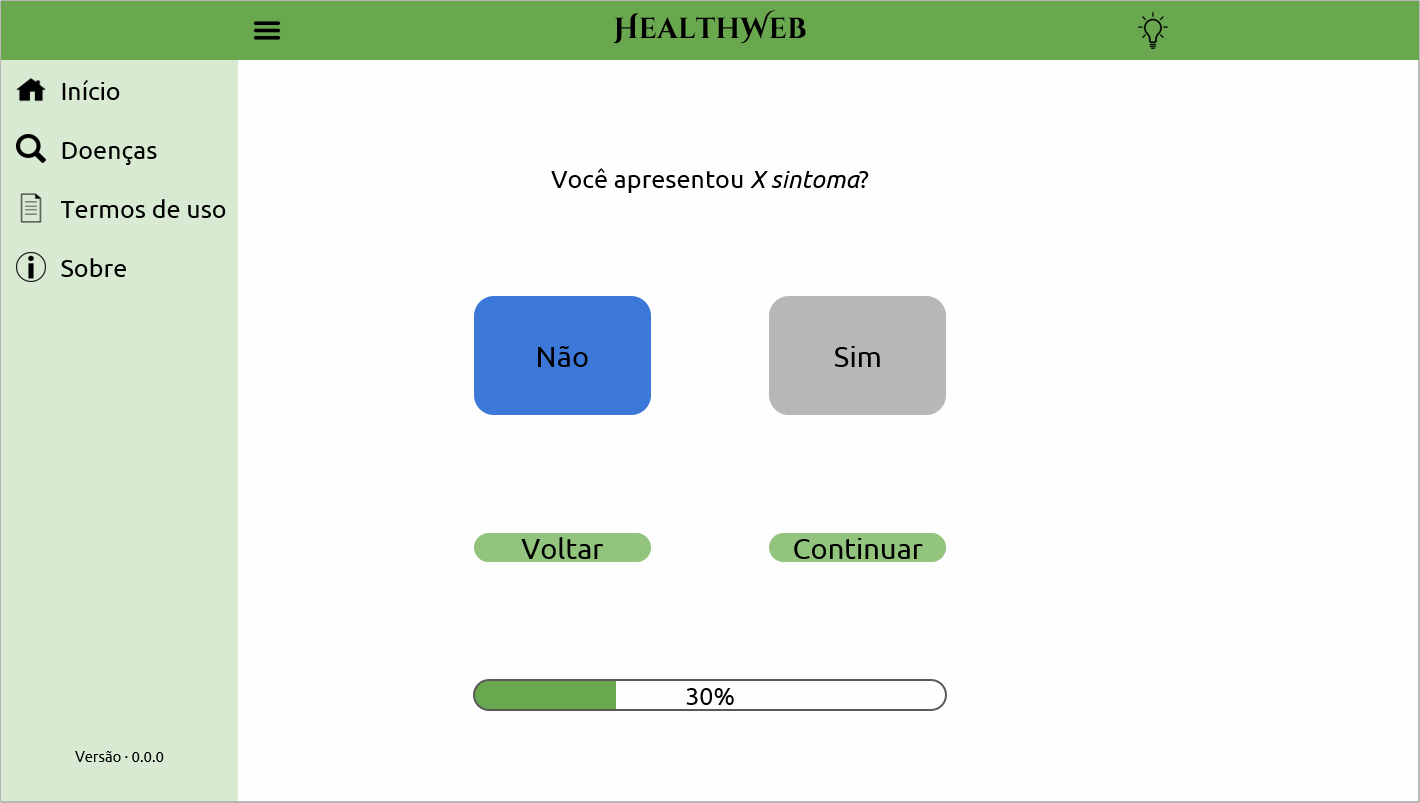 HealthWeb
Início
Doenças
Termos de uso
Sobre
Você apresentou X sintoma?
Não
Sim
Voltar
Continuar
30%
Versão · 0.0.0